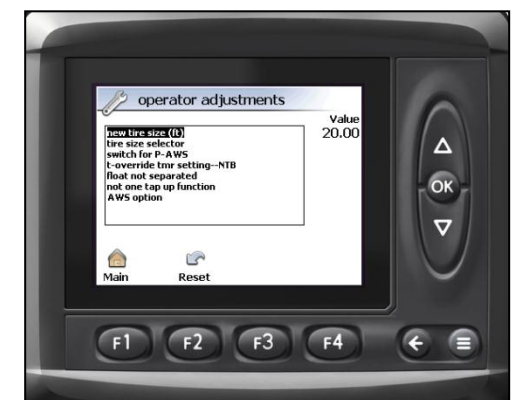 operator adjustments
Value
new tire size (ft)
20.00
tire size selector
switch for P-AWS
t-override tmr setting--NTB
float not separated
not one tap up function
AWS option
Main
Reset
OK
F1
F2
F3
F4